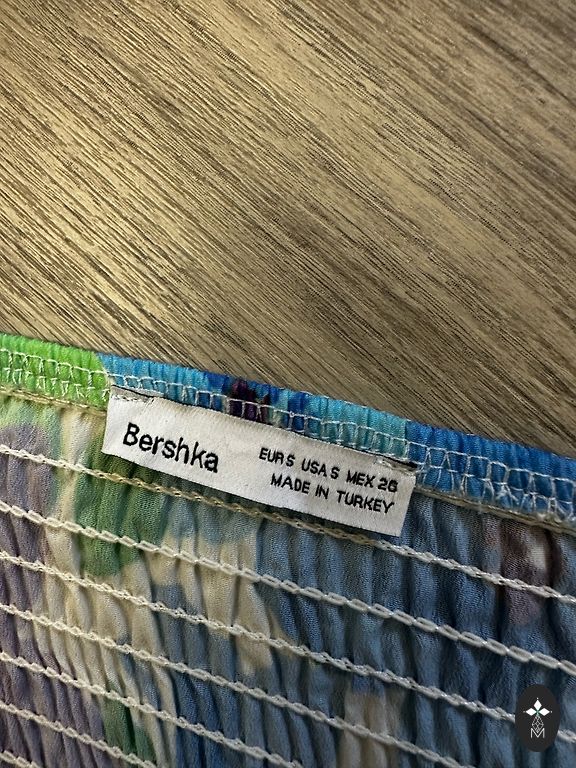 Bershka
EUR S USA S MEX 26
MADE IN TURKEY
M